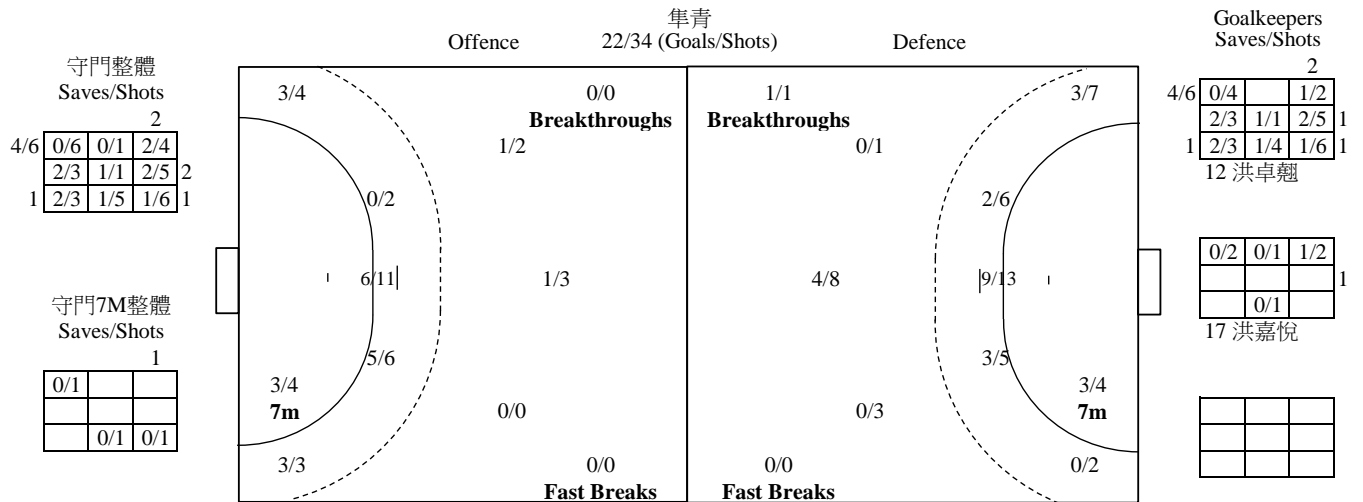 隼青
Offence 22/34 (Goals/Shots) Defence
守門整體
Saves/Shots
2
4/6 0/6 0/1 2/4
2/3 1/1 2/5 2
1 2/3 1/5 1/6 1
守門7M整體
Saves/Shots
1
0/1
0/1 0/1
3/4 0/0
Breakthroughs
1/2
0/2
6/11 1/3
5/6
3/4
7m
0/0
3/3 0/0
Fast Breaks
1/1 3/7
Breakthroughs
0/1
2/6
4/8 9/13
3/5
3/4
7m
0/3
0/0 0/2
Fast Breaks
Goalkeepers
Saves/Shots
2
4/6 0/4 1/2
2/3 1/1 2/5 1
1 2/3 1/4 1/6 1
12 洪卓翹
0/2 0/1 1/2
1
0/1
17 洪嘉悅